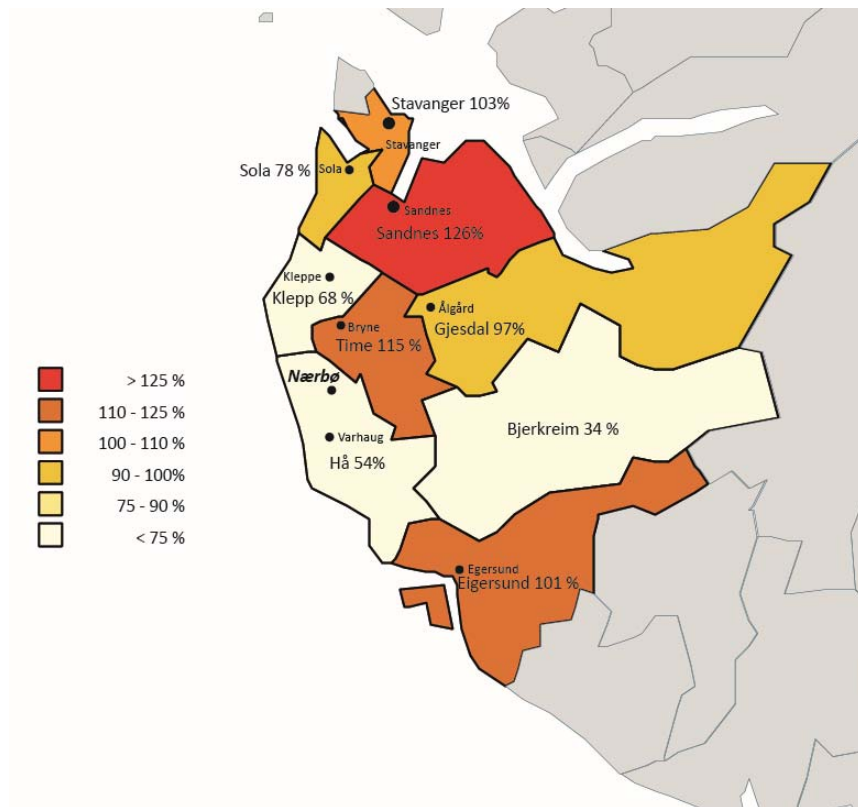 Stavanger 103%
Stavanger
Sola 78 %
Sola
Sandnes
Sandnes 126%
Kleppe
Klepp 68 %
Ålgård
Gjesdal 97%
Bryne
Time 115 %
Nærbø
Bjerkreim 34 %
Varhaug
Hå 54%
Egersund
Eigersund 101 %
> 125 %
110 - 125 %
100 - 110 %
90 - 100%
75 - 90 %
< 75 %